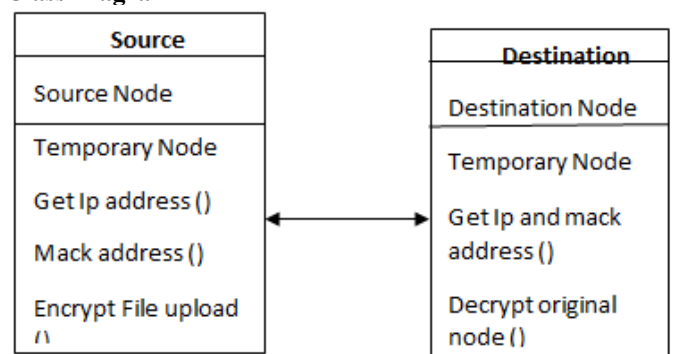 Source
Source Node
Temporary Node
Get Ip address ()
Mack address ()
Encrypt File upload
()
Destination
Destination Node
Temporary Node
Get Ip and mack
address ()
Decrypt original
node ()